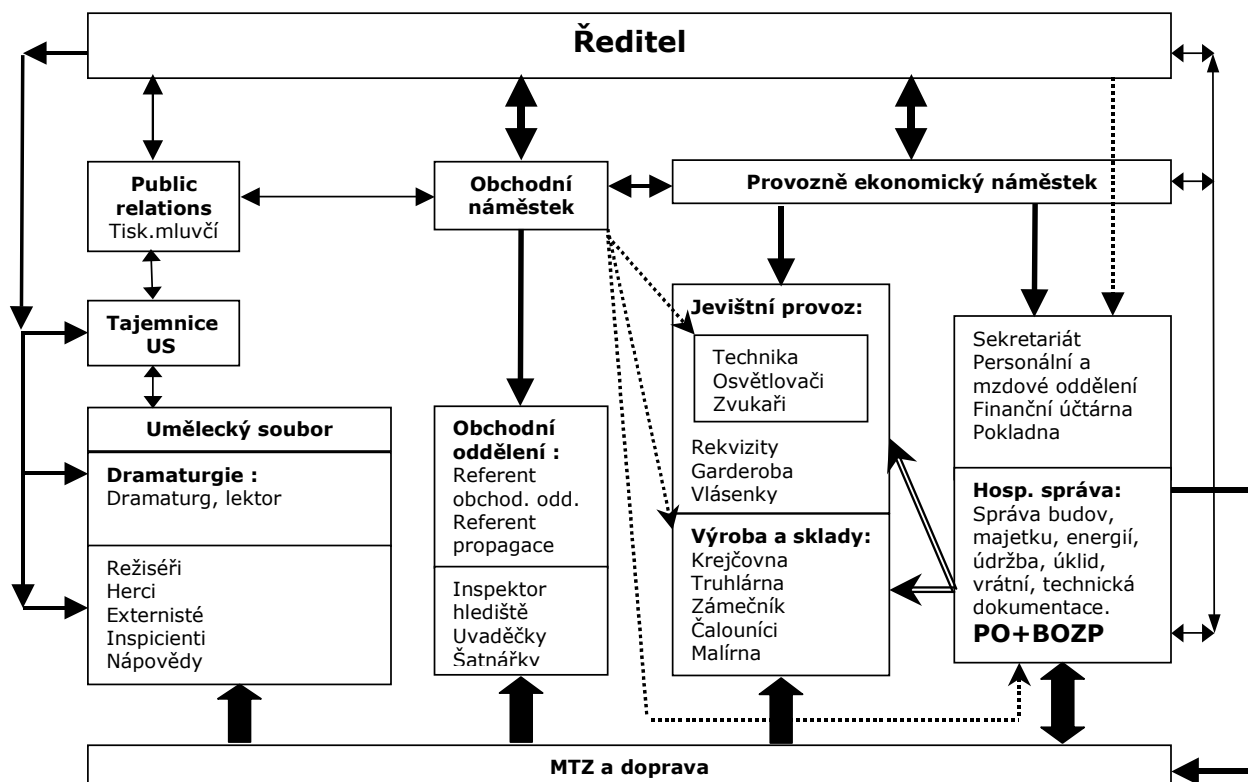 Ředitel
Public
relations
Tisk.mluvčí
Obchodní
náměstek
Provozně ekonomický náměstek
Tajemnice
US
Umělecký soubor
Dramaturgie :
Dramaturg, lektor
Režiséři
Herci
Externisté
Inspicienti
Nápovědy
Obchodní
oddělení :
Referent
obchod. odd.
Referent
propagace
Inspektor
hlediště
Uvaděčky
Šatnářky
Jevištní provoz:
Technika
Osvětlovači
Zvukaři
Rekvizity
Garderoba
Vlásenky
Výroba a sklady:
Krejčovna
Truhlárna
Zámečník
Čalouníci
Malírna
Sekretariát
Personální a
mzdové oddělení
Finanční účtárna
Pokladna
Hosp. správa:
Správa budov,
majetku, energií,
údržba, úklid,
vrátní, technická
dokumentace.
PO+BOZP
MTZ a doprava